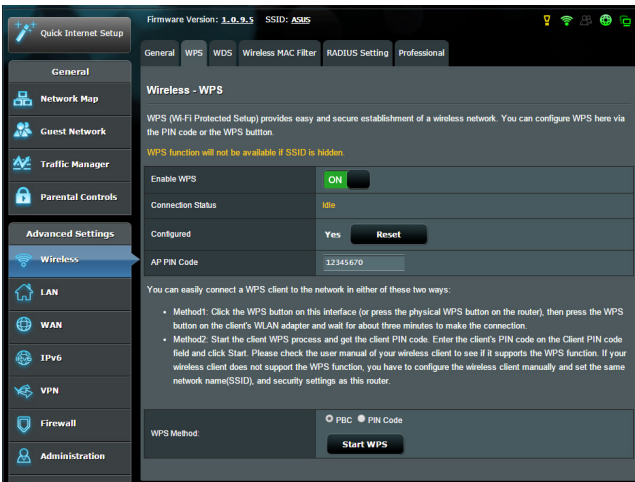 Quick Internet Setup
Firmware Version: 1.0.9.5 SSID: ASUS
General WPS WDS Wireless MAC Filter RADIUS Setting Professional
General
Network Map
Guest Network
Traffic Manager
Parental Controls
Advanced Settings
Wireless
LAN
WAN
IPv6
VPN
Firewall
Administration
Wireless - WPS
WPS (Wi-Fi Protected Setup) provides easy and secure establishment of a wireless network. You can configure WPS here via
the PIN code or the WPS buttton.
WPS function will not be available if SSID is hidden.
Enable WPS ON
Connection Status Idle
Configured Yes Reset
AP PIN Code 12345670
You can easily connect a WPS client to the network in either of these two ways:
• Method1: Click the WPS button on this interface (or press the physical WPS button on the router), then press the WPS
button on the client's WLAN adapter and wait for about three minutes to make the connection.
• Method2: Start the client WPS process and get the client PIN code. Enter the client's PIN code on the Client PIN code
field and click Start. Please check the user manual of your wireless client to see if it supports the WPS function. If your
wireless client does not support the WPS function, you have to configure the wireless client manually and set the same
network name(SSID), and security settings as this router.
WPS Method: PBC PIN Code
Start WPS